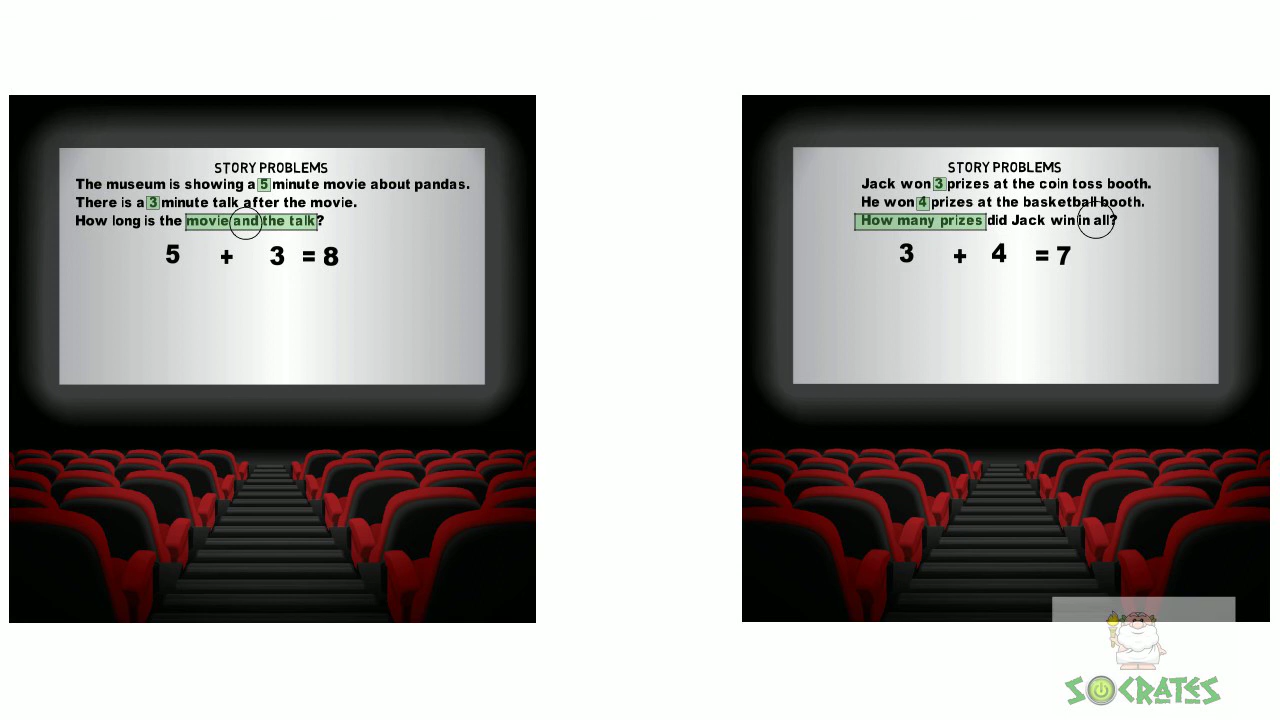 STORY PROBLEMS
The museum is showing a 5 minute movie about pandas.
There is a 3 minute talk after the movie.
How long is the movie and the talk?
5 + 3 = 8
STORY PROBLEMS
Jack won 3 prizes at the coin toss booth.
He won 4 prizes at the basketball booth.
How many prizes did Jack win in all?
3 + 4 = 7
SOCRATES